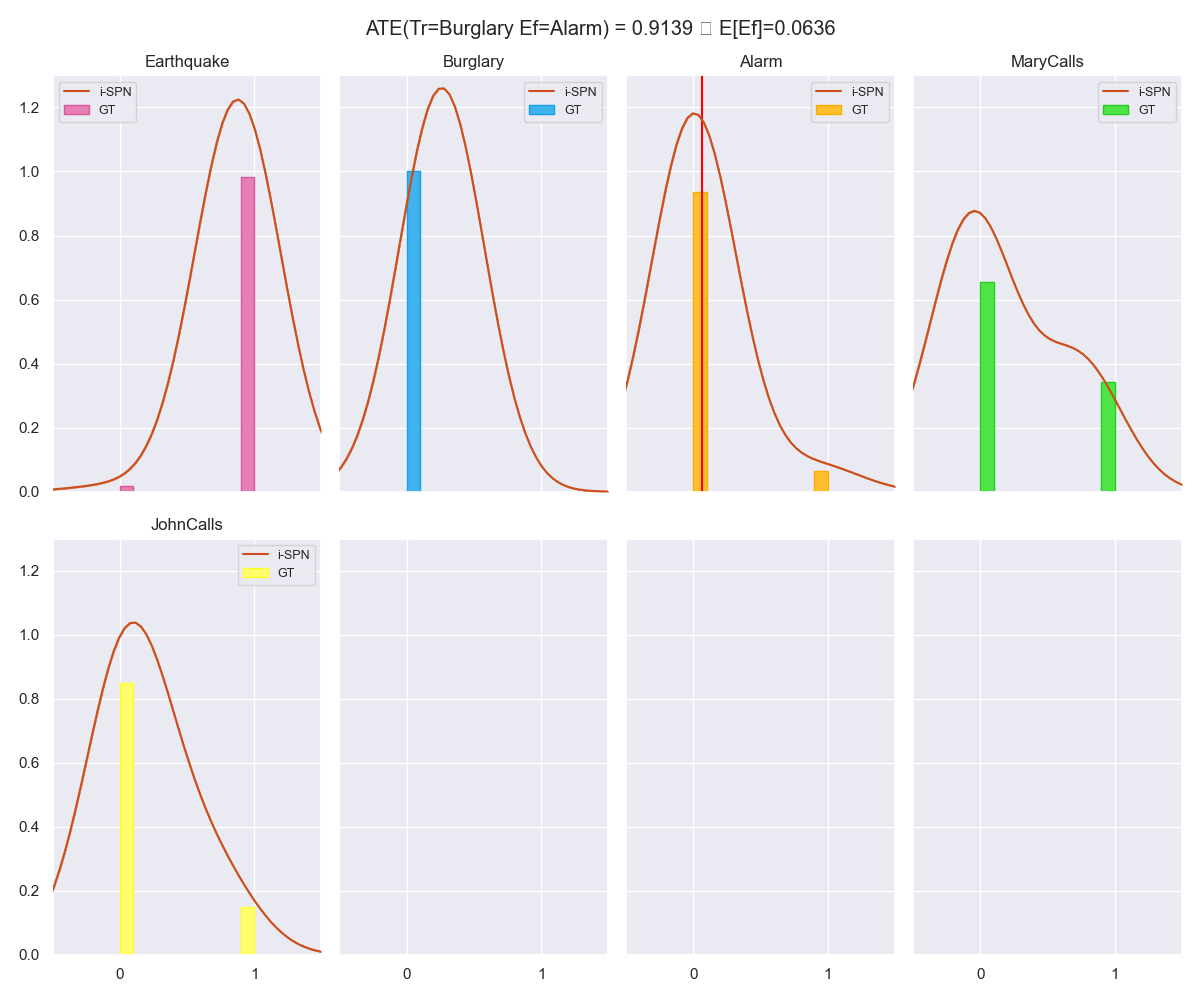 ATE(Tr=Burglary Ef=Alarm) = 0.9139 ▯ E[Ef]=0.0636
Earthquake
Burglary
Alarm
MaryCalls
i-SPN
GT
i-SPN
GT
i-SPN
GT
i-SPN
GT
1.2
1.0
0.8
0.6
0.4
0.2
0.0
JohnCalls
i-SPN
GT
1.2
1.0
0.8
0.6
0.4
0.2
0.0
0 1
0 1
0 1
0 1